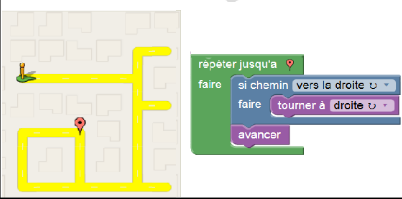 répéter jusqu'à
faire si chemin vers la droite ↻
faire tourner à droite ↻
avancer